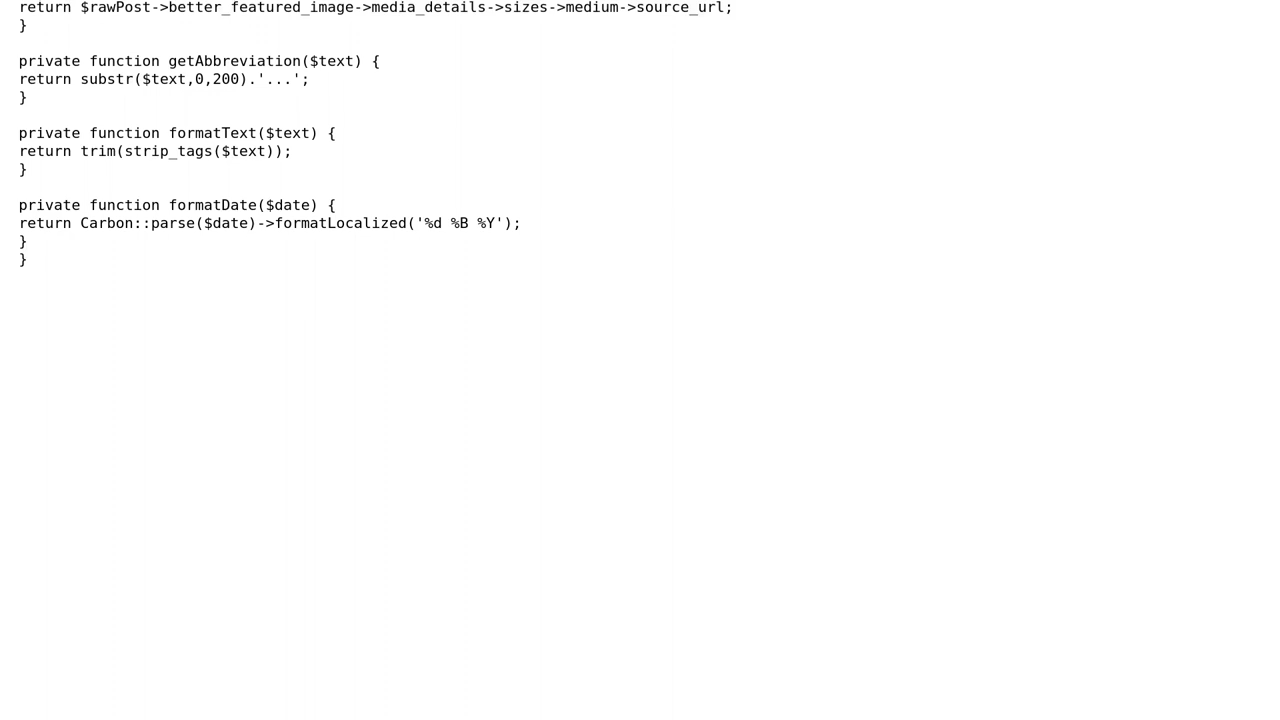 return $rawPost->better_featured_image->media_details->sizes->medium->source_url;
}
private function getAbbreviation($text) {
return substr($text,0,200).'...';
}
private function formatText($text) {
return trim(strip_tags($text));
}
private function formatDate($date) {
return Carbon::parse($date)->formatLocalized('%d %B %Y');
}
}